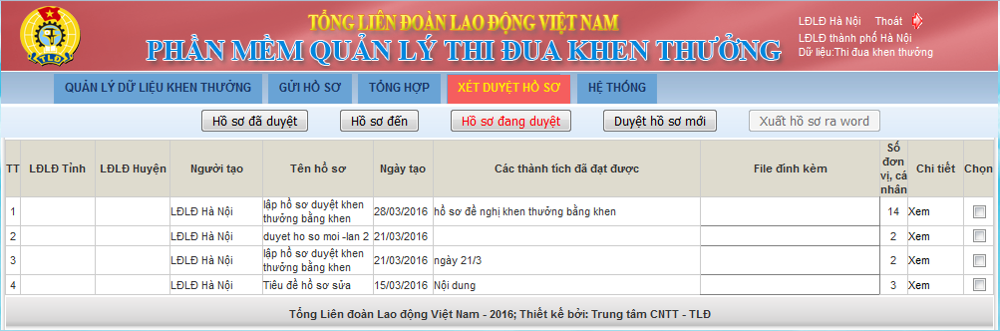 TỔNG LIÊN ĐOÀN LAO ĐỘNG VIỆT NAM
PHẦN MỀM QUẢN LÝ THI ĐUA KHEN THƯỞNG
TLĐ
LĐLĐ Hà Nội Thoát
LĐLĐ thành phố Hà Nội
Dữ liệu:Thi đua khen thưởng
QUẢN LÝ DỮ LIỆU KHEN THƯỞNG GỬI HỒ SƠ TỔNG HỢP XÉT DUYỆT HỒ SƠ HỆ THỐNG
Hồ sơ đã duyệt Hồ sơ đến Hồ sơ đang duyệt Duyệt hồ sơ mới Xuất hồ sơ ra word
TT LĐLĐ Tỉnh LĐLĐ Huyện Người tạo Tên hồ sơ Ngày tạo Các thành tích đã đạt được File đính kèm Số đơn vị, cá nhân Chi tiết Chọn
1 LĐLĐ Hà Nội lập hồ sơ duyệt khen thưởng bằng khen 28/03/2016 hồ sơ đề nghị khen thưởng bằng khen 14 Xem
2 LĐLĐ Hà Nội duyet ho so moi -lan 2 21/03/2016 2 Xem
3 LĐLĐ Hà Nội lập hồ sơ duyệt khen thưởng bằng khen 21/03/2016 ngày 21/3 2 Xem
4 LĐLĐ Hà Nội Tiêu đề hồ sơ sửa 15/03/2016 Nội dung 3 Xem
Tổng Liên đoàn Lao động Việt Nam - 2016; Thiết kế bởi: Trung tâm CNTT - TLĐ